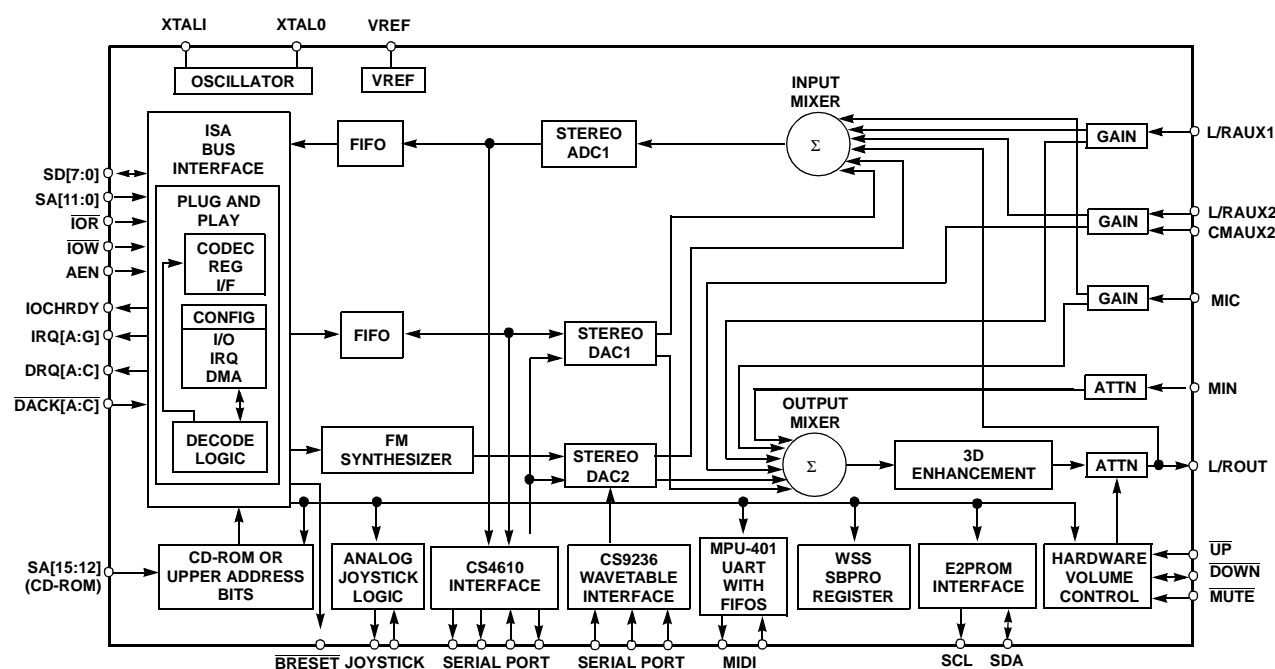 XTALI XTAL0 VREF
OSCILLATOR
VREF
INPUT
MIXER
Σ
ISA
BUS
INTERFACE
FIFO
STEREO
ADC1
GAIN
L/RAUX1
SD[7:0]
SA[11:0]
IOR
IOW
AEN
IOCHRDY
IRQ[A:G]
DRQ[A:C]
DACK[A:C]
PLUG AND
PLAY
CODEC
REG
I/F
CONFIG
I/O
IRQ
DMA
DECODE
LOGIC
GAIN
L/RAUX2
CMAUX2
GAIN
MIC
FIFO
STEREO
DAC1
ATTN
MIN
OUTPUT
MIXER
Σ
FM
SYNTHESIZER
STEREO
DAC2
3D
ENHANCEMENT
ATTN
L/ROUT
SA[15:12]
(CD-ROM)
CD-ROM OR
UPPER ADDRESS
BITS
ANALOG
JOYSTICK
LOGIC
CS4610
INTERFACE
CS9236
WAVETABLE
INTERFACE
MPU-401
UART
WITH
FIFOS
WSS
SBPRO
REGISTER
E2PROM
INTERFACE
HARDWARE
VOLUME
CONTROL
UP
DOWN
MUTE
BRESET JOYSTICK SERIAL PORT SERIAL PORT MIDI SCL SDA